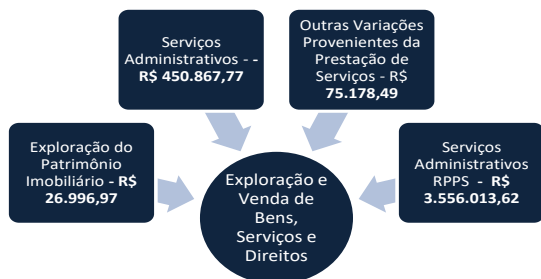 Serviços
Administrativos - -
R$ 450.867,77
Outras Variações
Provenientes da
Prestação de
Serviços - R$
75.178,49
Exploração do
Patrimônio
Imobiliário - R$
26.996,97
Serviços
Administrativos
RPPS - R$
3.556.013,62
Exploração e
Venda de
Bens,
Serviços e
Direitos